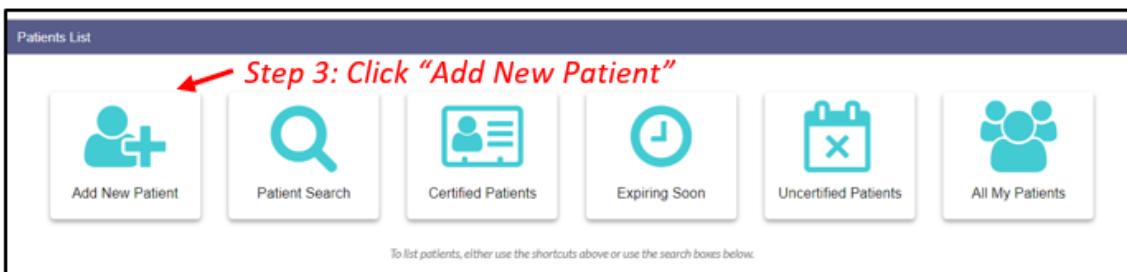 Patients List
Step 3: Click “Add New Patient”
Add New Patient
Patient Search
Certified Patients
Expiring Soon
Uncertified Patients
All My Patients
To list patients, either use the shortcuts above or use the search boxes below.